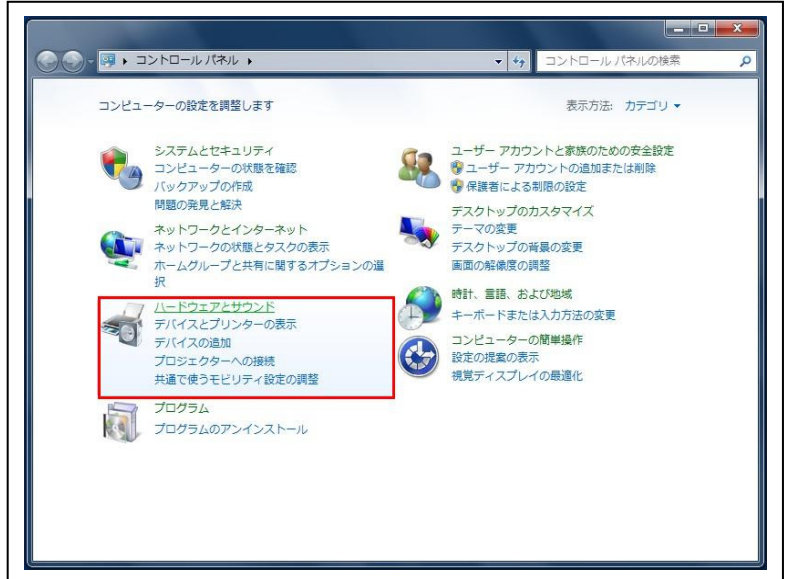 コントロール パネル
コントロール パネルの検索
コンピューターの設定を調整します
表示方法: カテゴリ
システムとセキュリティ
コンピューターの状態を確認
バックアップの作成
問題の発見と解決
ネットワークとインターネット
ネットワークの状態とタスクの表示
ホームグループと共有に関するオプションの選
択
ハードウェアとサウンド
デバイスとプリンターの表示
デバイスの追加
プロジェクターへの接続
共通で使うモビリティ設定の調整
プログラム
プログラムのアンインストール
ユーザー アカウントと家族のための安全設定
ユーザー アカウントの追加または削除
保護者による制限の設定
デスクトップのカスタマイズ
テーマの変更
デスクトップの背景の変更
画面の解像度の調整
時計、言語、および地域
キーボードまたは入力方法の変更
コンピューターの簡単操作
設定の提案の表示
視覚ディスプレイの最適化